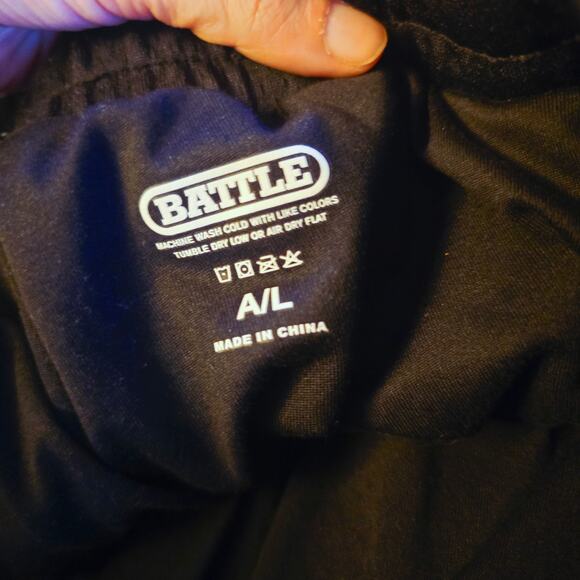 BATTLE
MACHINE WASH COLD WITH LIKE COLORS
TUMBLE DRY LOW OR AIR DRY FLAT
A/L
MADE IN CHINA